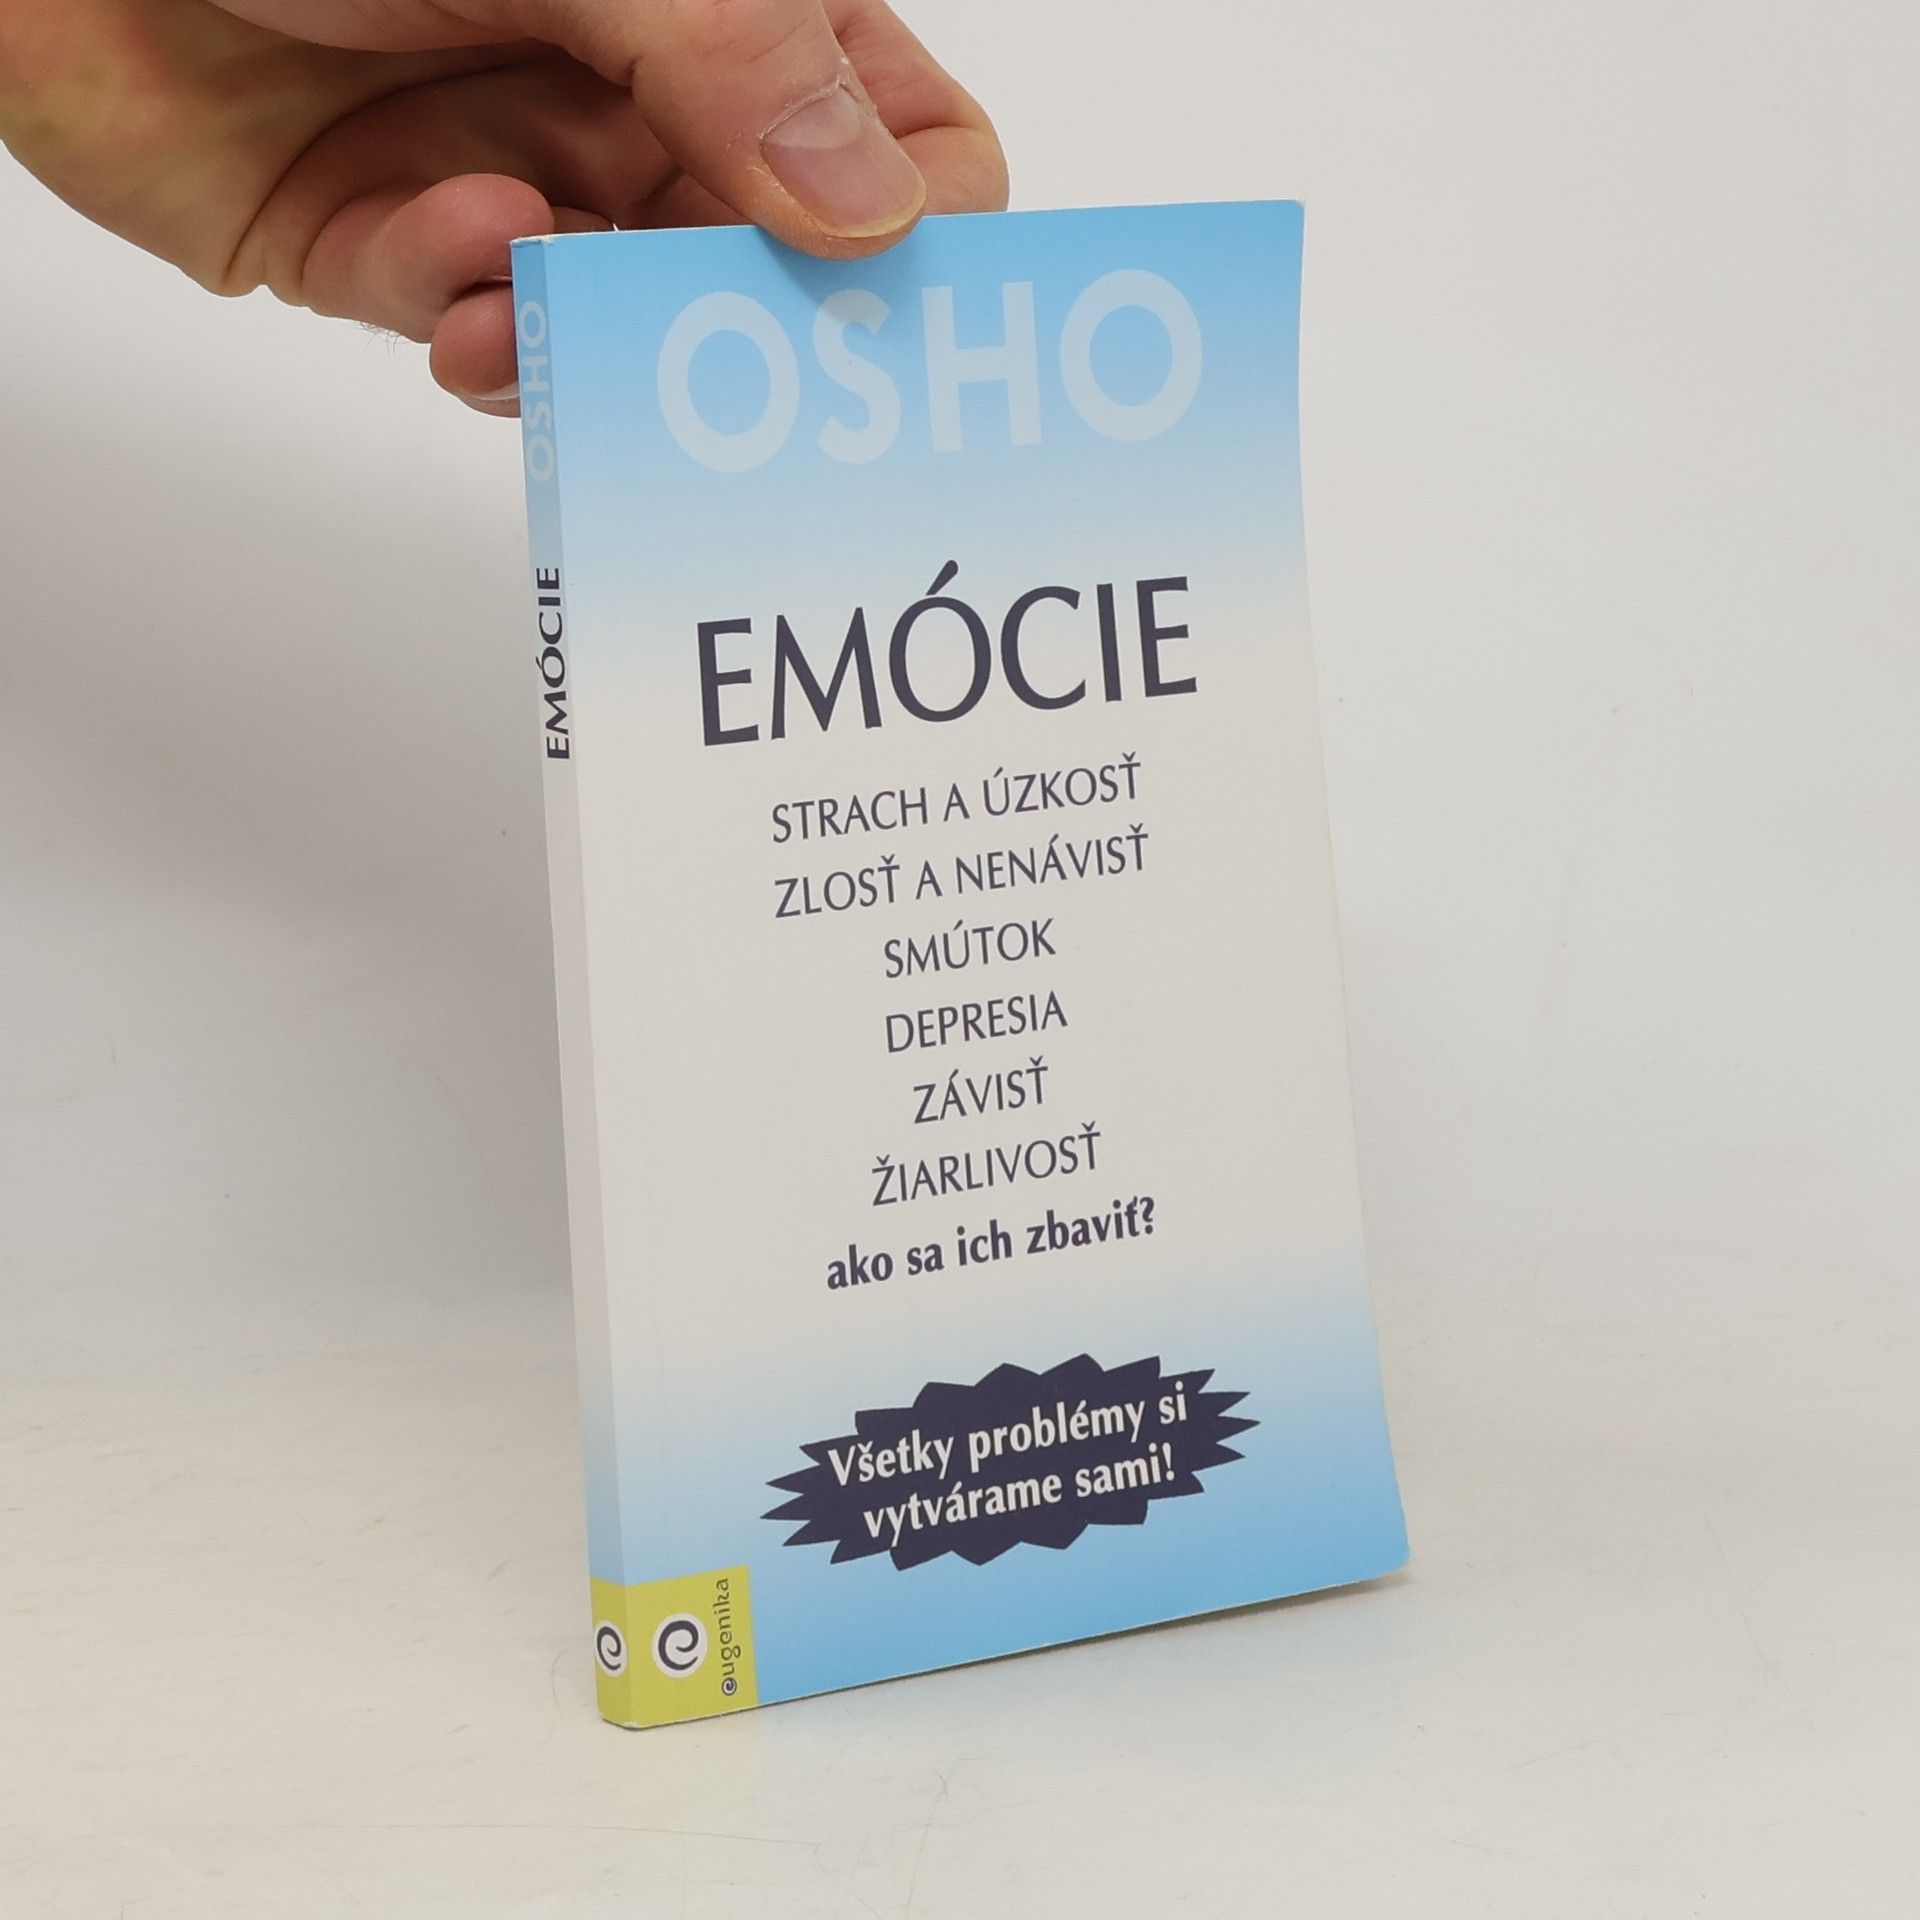 OSHO
EMÓCIE
STRACH A ÚZKOSŤ
ZLOSŤ A NENÁVISŤ
SMÚTOK
DEPRESIA
ZÁVISŤ
ŽIARLIVOSŤ
ako sa ich zbaviť?
Všetky problémy si
vytvárame sami!
e eugenika
OSHO EMÓCIE e